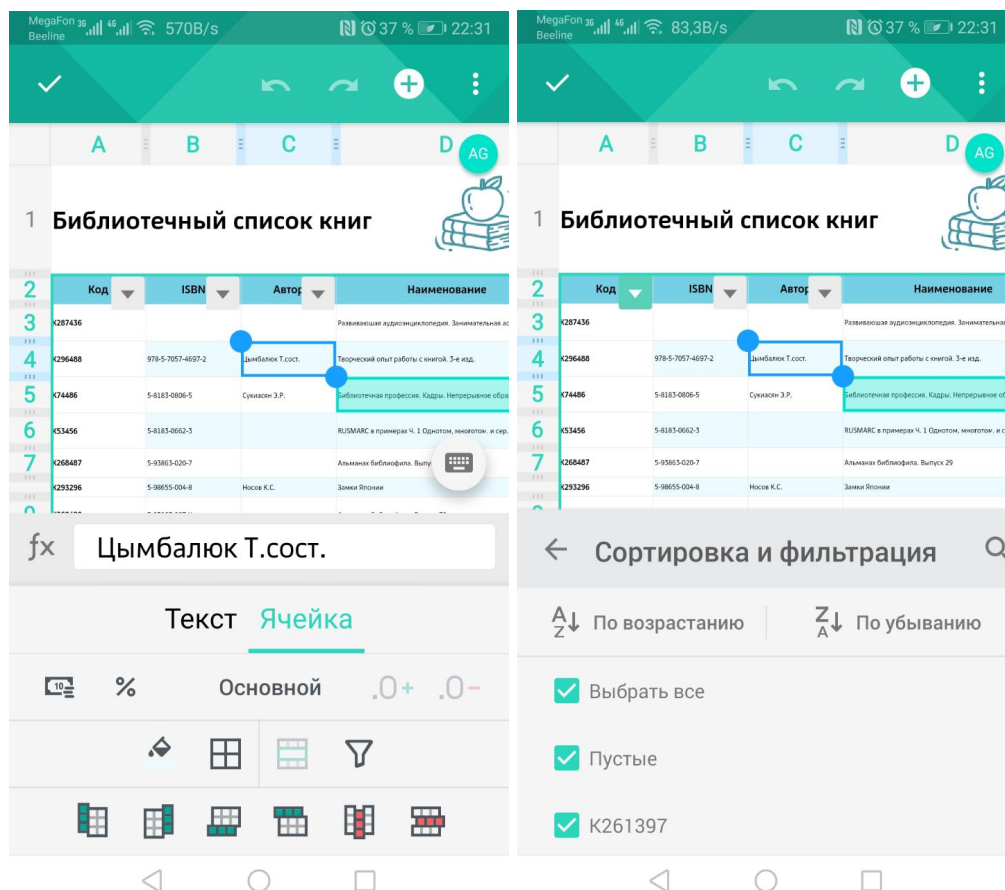 MegaFon 3G 4G 570B/s 37 % 22:31
Beeline
A B C D AG
1 Библиотечный список книг
2 Код ISBN Автор Наименование
3 K287436 Развивающая аудиоэнциклопедия. Занимательная ас
4 K296488 978-5-7057-4697-2 Цымбалюк Т.сост. Творческий опыт работы с книгой. 3-е изд.
5 K74486 5-8183-0806-5 Сукиасян Э.Р. Библиотечная профессия. Кадры. Непрерывное обра
6 K53456 5-8183-0662-3 RUSMARC в примерах Ч. 1 Однотом, многотом. и сер.
7 K268487 5-93863-020-7 Альманах библиофила. Выпу
K293296 5-98655-004-8 Носов К.С. Замки Японии
fx Цымбалюк Т.сост.
Текст Ячейка
10 % Основной .0+ .0-
MegaFon 3G 4G 83,3B/s 37 % 22:31
Beeline
A B C D AG
1 Библиотечный список книг
2 Код ISBN Автор Наименование
3 K287436 Развивающая аудиоэнциклопедия. Занимательная
4 K296488 978-5-7057-4697-2 Цымбалюк Т.сост. Творческий опыт работы с книгой. 3-е изд.
5 K74486 5-8183-0806-5 Сукиасян Э.Р. Библиотечная профессия. Кадры. Непрерывное об
6 K53456 5-8183-0662-3 RUSMARC в примерах Ч. 1 Однотом, многотом. и с
7 K268487 5-93863-020-7 Альманах библиофила. Выпуск 29
K293296 5-98655-004-8 Носов К.С. Замки Японии
Сортировка и фильтрация
A Z По возрастанию Z A По убыванию
Выбрать все
Пустые
K261397